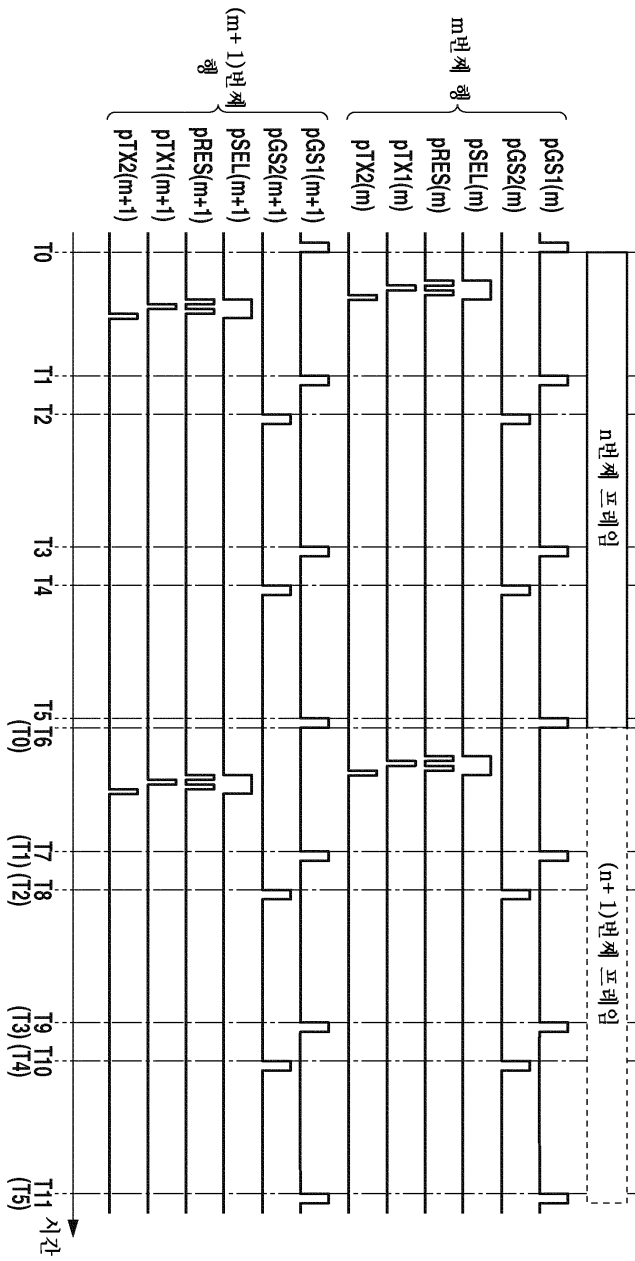 n번째 프레임
(n+1)번째 프레임
m번째 행
pGS1(m)
pGS2(m)
pSEL(m)
pRES(m)
pTX1(m)
pTX2(m)
(m+1)번째
행
pGS1(m+1)
pGS2(m+1)
pSEL(m+1)
pRES(m+1)
pTX1(m+1)
pTX2(m+1)
T0 T1 T2 T3 T4 T5 T6 T7 T8 T9 T10 T11 시간
(T0) (T1) (T2) (T3) (T4) (T5)